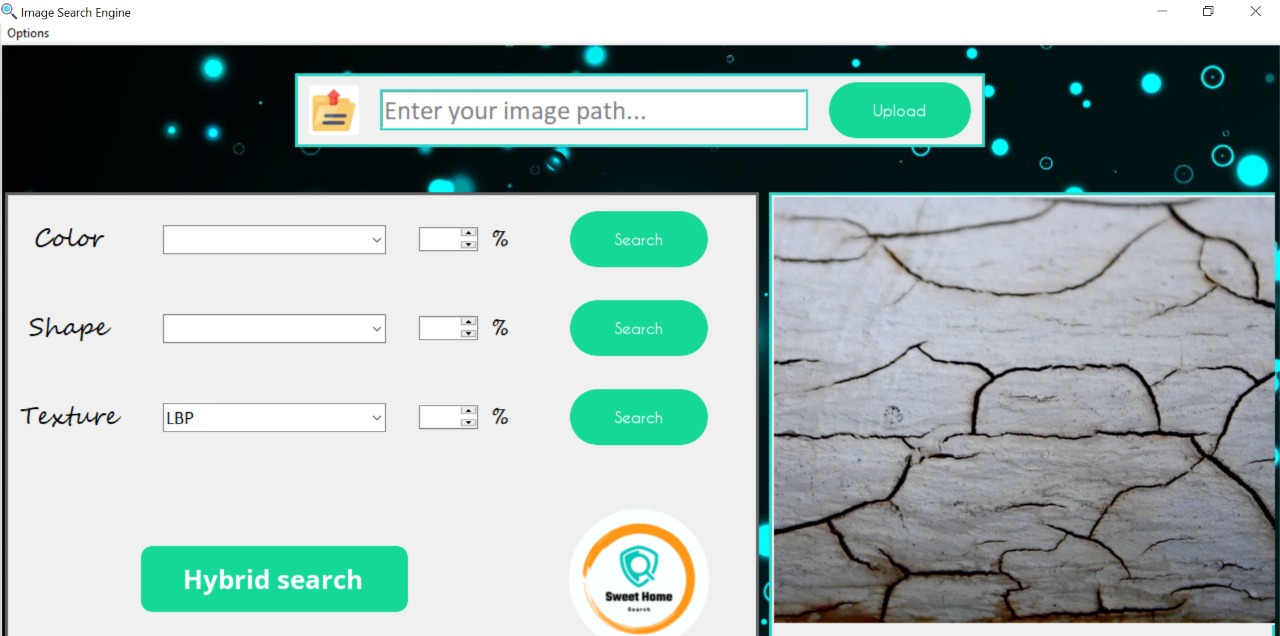 Image Search Engine
Options
Enter your image path...
Upload
Color
%
Search
Shape
%
Search
Texture
LBP
%
Search
Hybrid search
Sweet Home
Search